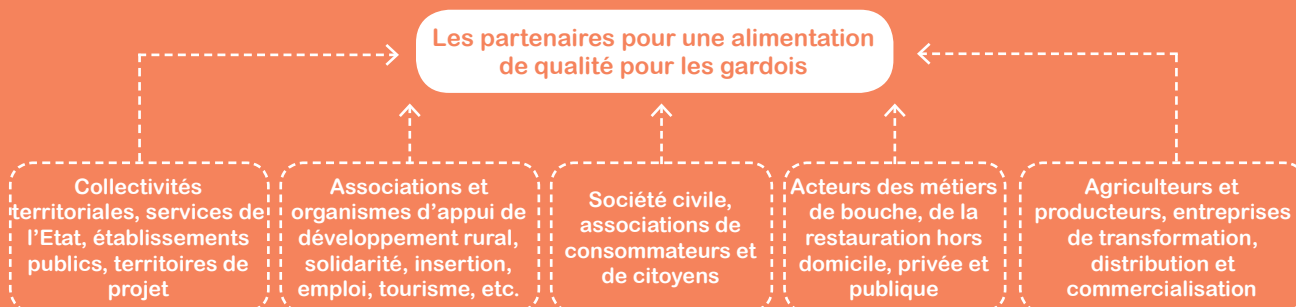 Les partenaires pour une alimentation
de qualité pour les gardois
Collectivités
territoriales, services de
l’Etat, établissements
publics, territoires de
projet
Associations et
organismes d’appui de
développement rural,
solidarité, insertion,
emploi, tourisme, etc.
Société civile,
associations de
consommateurs et
de citoyens
Acteurs des métiers
de bouche, de la
restauration hors
domicile, privée et
publique
Agriculteurs et
producteurs, entreprises
de transformation,
distribution et
commercialisation